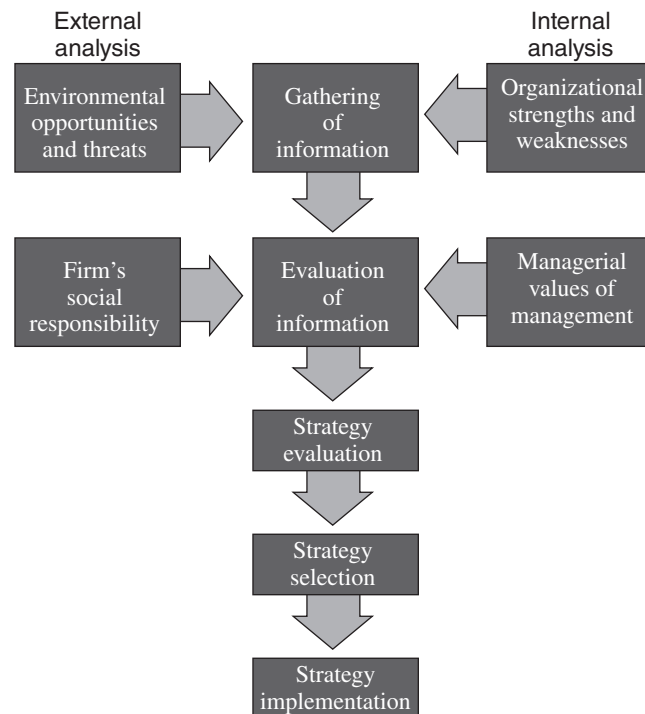 External
analysis
Internal
analysis
Environmental
opportunities
and threats
Gathering
of
information
Organizational
strengths and
weaknesses
Firm's
social
responsibility
Evaluation
of
information
Managerial
values of
management
Strategy
evaluation
Strategy
selection
Strategy
implementation